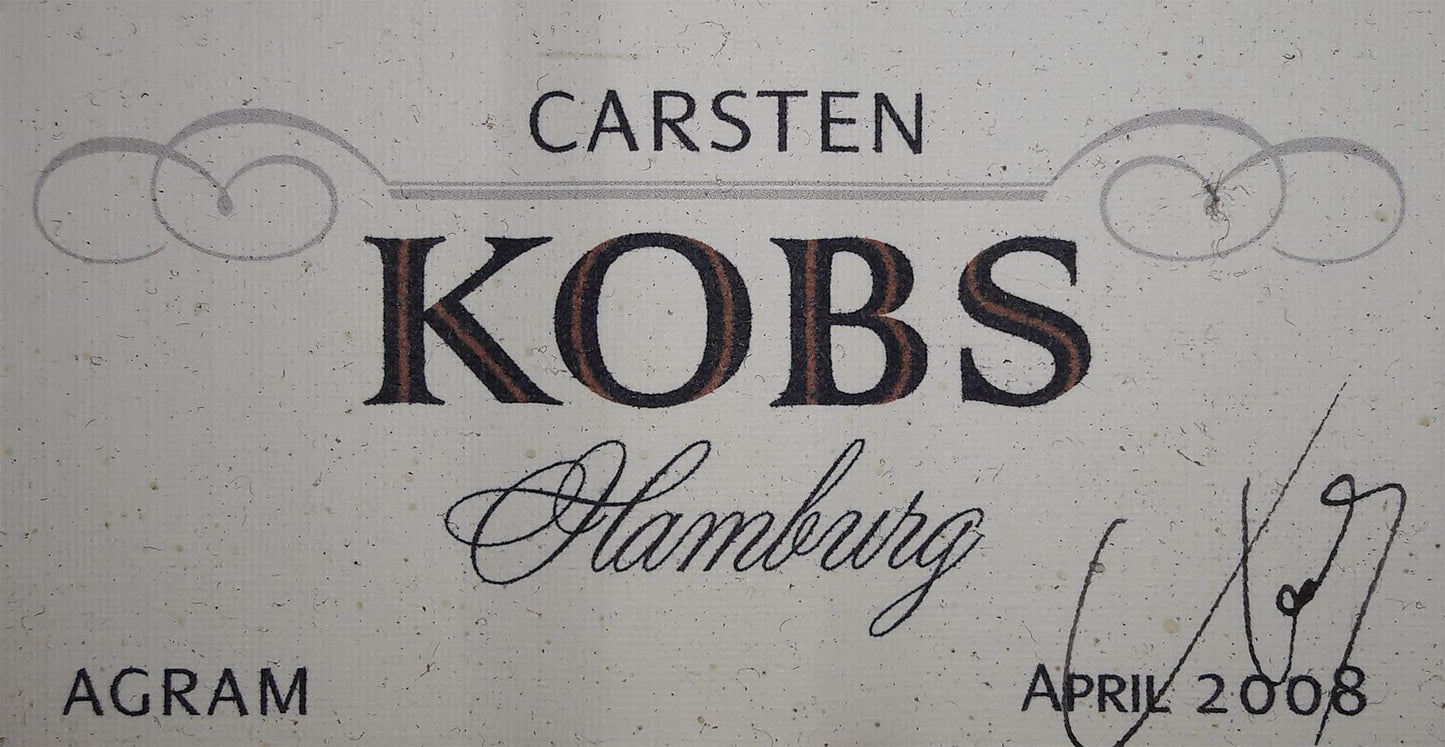 CARSTEN
KOBS
Hamburg
AGRAM
APRIL 2008